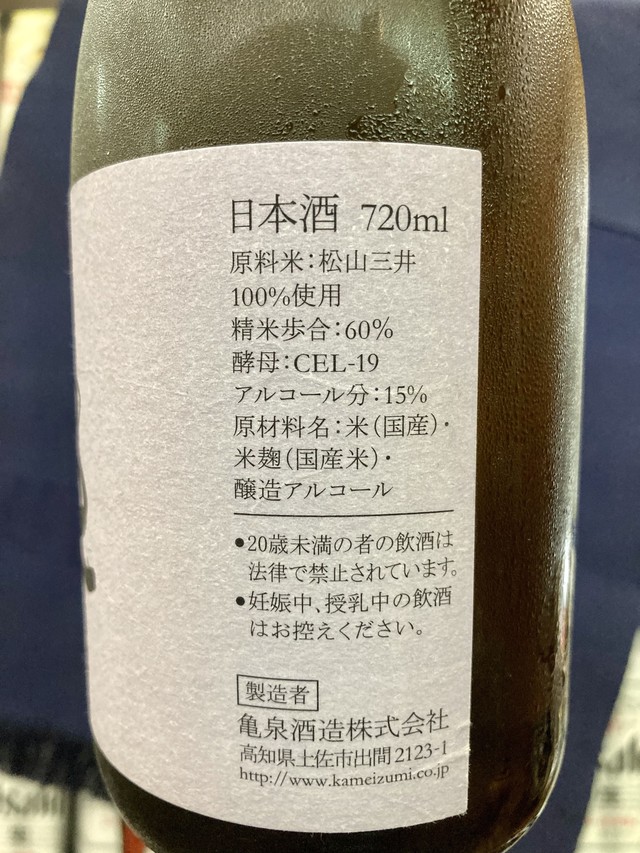 日本酒 720ml
原料米：松山三井
100%使用
精米歩合：60%
酵母：CEL-19
アルコール分：15%
原材料名：米(国産)・
米麹(国産米)・
醸造アルコール
●20歳未満の者の飲酒は
法律で禁止されています。
●妊娠中、授乳中の飲酒
はお控えください。
製造者
亀泉酒造株式会社
高知県土佐市出間2123-1
http://www.kameizumi.co.jp